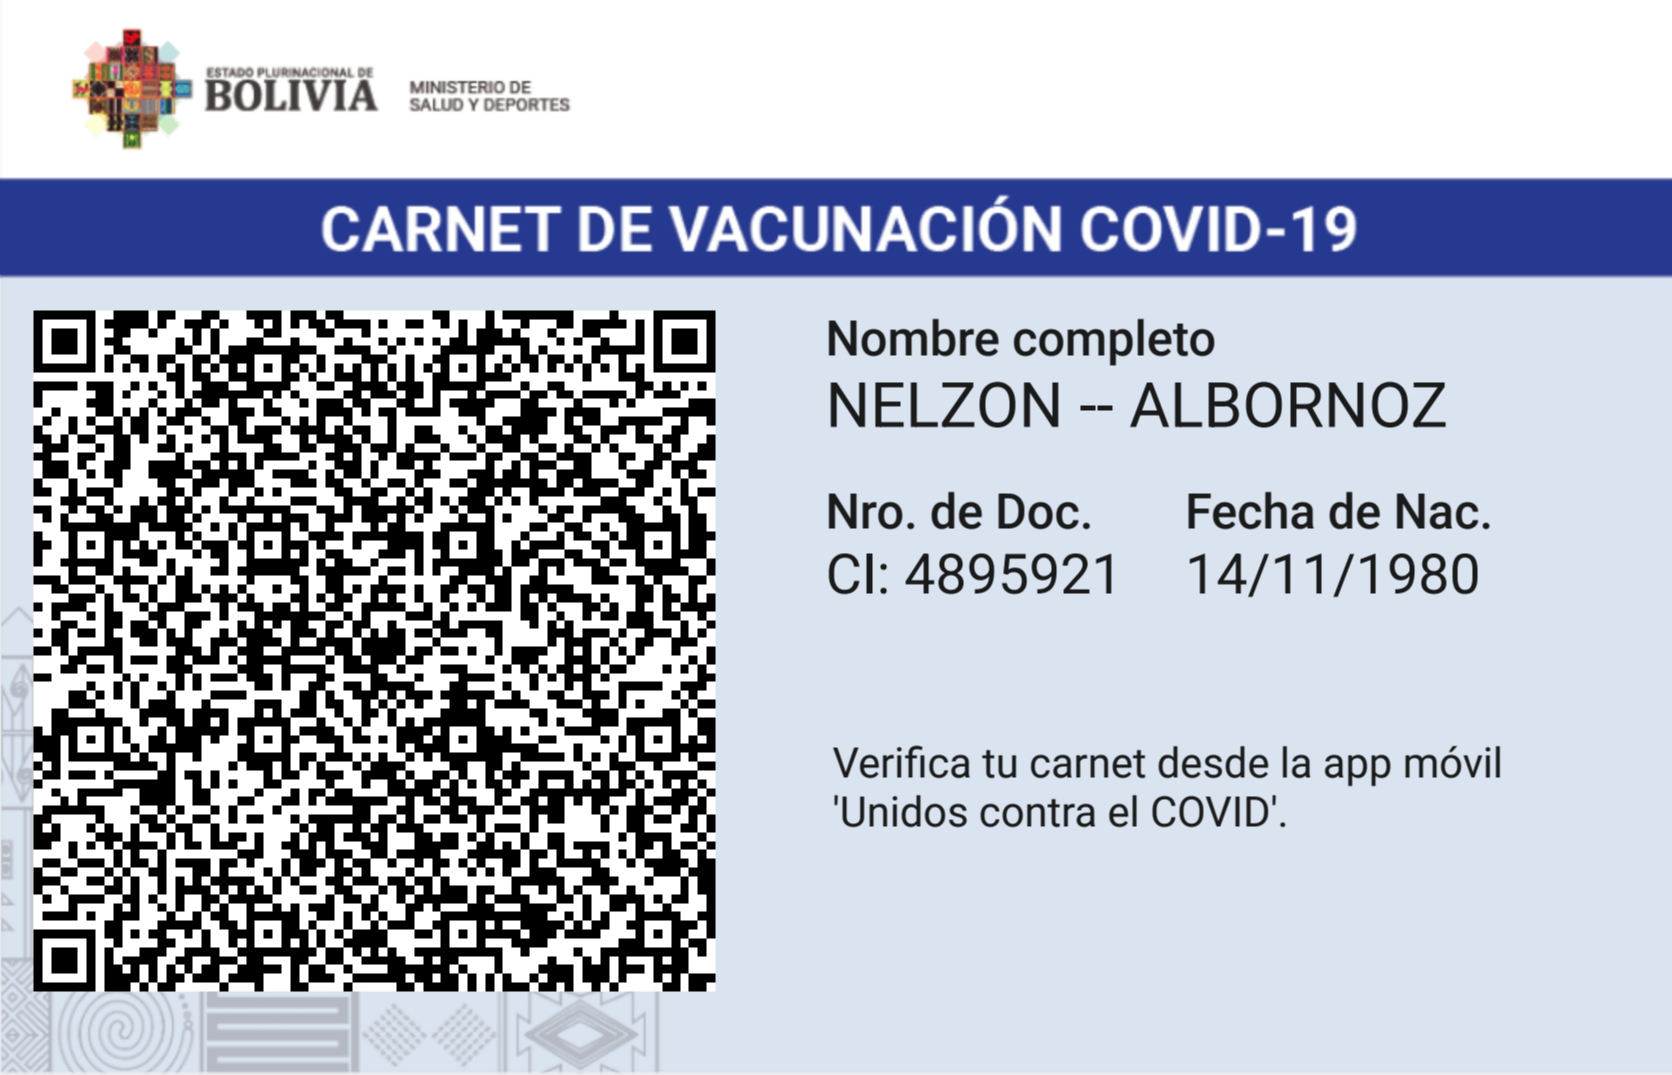 ESTADO PLURINACIONAL DE
BOLIVIA
MINISTERIO DE
SALUD Y DEPORTES
CARNET DE VACUNACIÓN COVID-19
Nombre completo
NELZON -- ALBORNOZ
Nro. de Doc. Fecha de Nac.
CI: 4895921 14/11/1980
Verifica tu carnet desde la app móvil
'Unidos contra el COVID'.